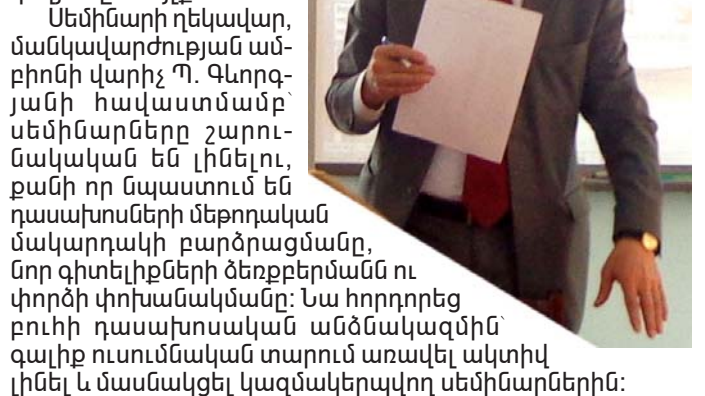 Սեմինարի ղեկավար,
մանկավարժության ամ-
բիոնի վարիչ Պ. Գևորգ-
յանի հավաստմամբ՝
սեմինարները շարու-
նակական են լինելու,
քանի որ նպաստում են
դասախոսների մեթոդական
մակարդակի բարձրացմանը,
նոր գիտելիքների ձեռքբերմանն ու
փորձի փոխանակմանը: Նա հորդորեց
բուհի դասախոսական անձնակազմին՝
գալիք ուսումնական տարում առավել ակտիվ
լինել և մասնակցել կազմակերպվող սեմինարներին: